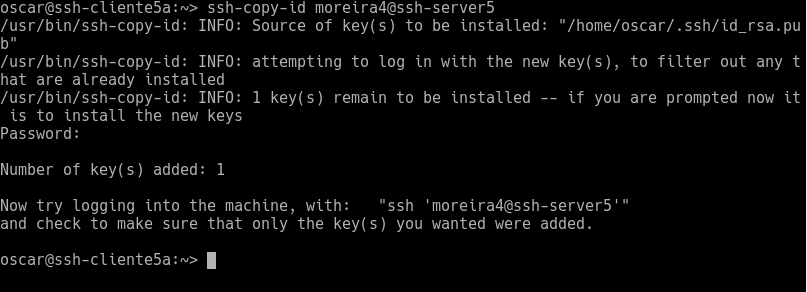 oscar@ssh-cliente5a:~> ssh-copy-id moreira4@ssh-server5
/usr/bin/ssh-copy-id: INFO: Source of key(s) to be installed: "/home/oscar/.ssh/id_rsa.pu
b"
/usr/bin/ssh-copy-id: INFO: attempting to log in with the new key(s), to filter out any t
hat are already installed
/usr/bin/ssh-copy-id: INFO: 1 key(s) remain to be installed -- if you are prompted now it
 is to install the new keys
Password:
Number of key(s) added: 1
Now try logging into the machine, with:   "ssh 'moreira4@ssh-server5'"
and check to make sure that only the key(s) you wanted were added.
oscar@ssh-cliente5a:~>